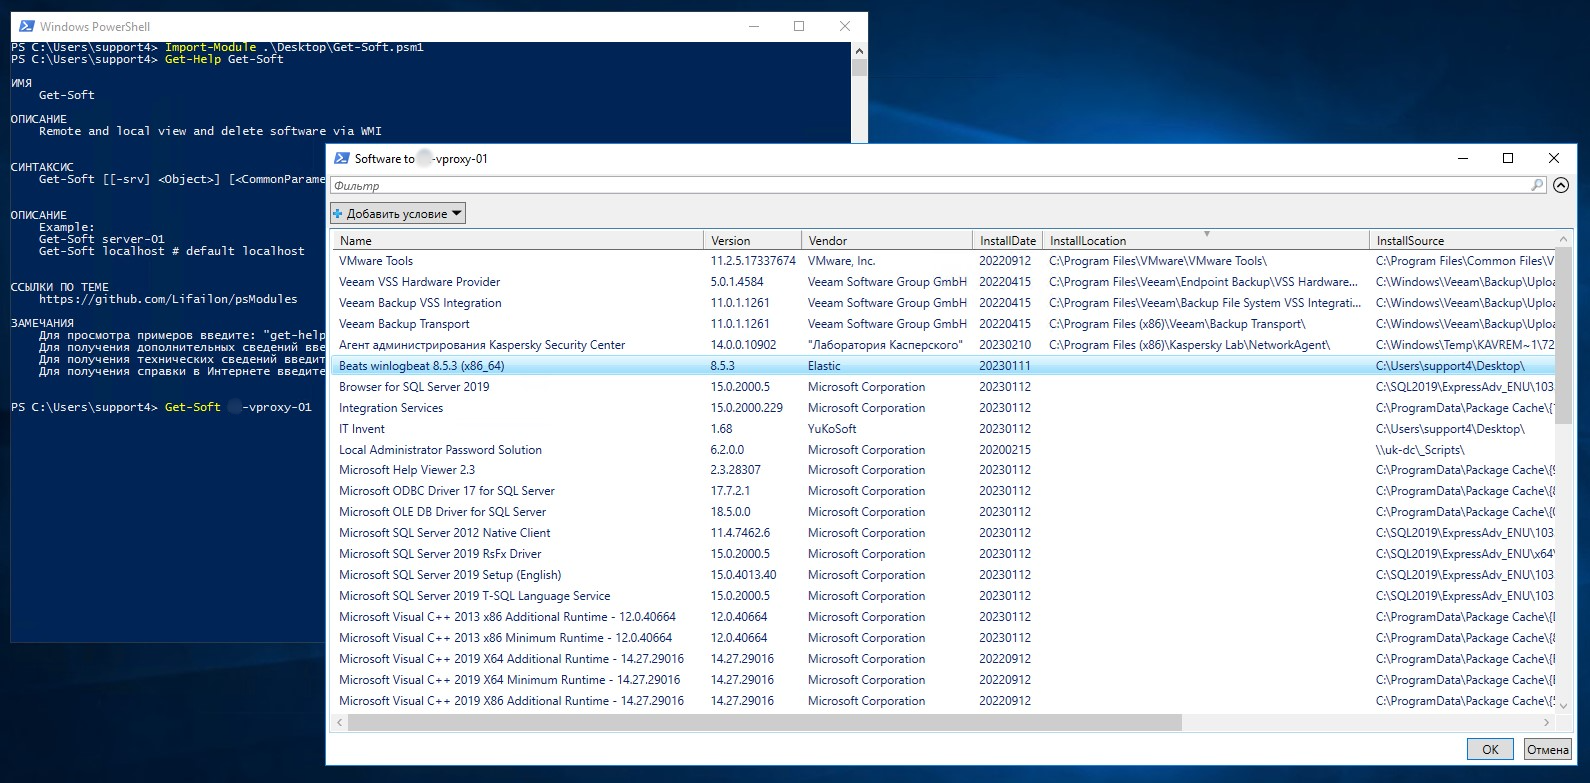 Windows PowerShell
PS C:\Users\support4> Import-Module .\Desktop\Get-Soft.psm1
PS C:\Users\support4> Get-Help Get-Soft
ИМЯ
Get-Soft
ОПИСАНИЕ
Remote and local view and delete software via WMI
СИНТАКСИС
Get-Soft [[-srv] <Object>] [<CommonParame
ОПИСАНИЕ
Example:
Get-Soft server-01
Get-Soft localhost # default localhost
ССЫЛКИ ПО ТЕМЕ
https://github.com/Lifailon/psModules
ЗАМЕЧАНИЯ
Для просмотра примеров введите: "get-help
Для получения дополнительных сведений вве
Для получения технических сведений введит
Для получения справки в Интернете введите
PS C:\Users\support4> Get-Soft -vproxy-01
Software to -vproxy-01
Фильтр
Добавить условие
Name Version Vendor InstallDate InstallLocation InstallSource
VMware Tools 11.2.5.17337674 VMware, Inc. 20220912 C:\Program Files\VMware\VMware Tools\ C:\Program Files\Common Files\V
Veeam VSS Hardware Provider 5.0.1.4584 Veeam Software Group GmbH 20220415 C:\Program Files\Veeam\Endpoint Backup\VSS Hardware... C:\Windows\Veeam\Backup\Uploa
Veeam Backup VSS Integration 11.0.1.1261 Veeam Software Group GmbH 20220415 C:\Program Files\Veeam\Backup File System VSS Integrati... C:\Windows\Veeam\Backup\Uploa
Veeam Backup Transport 11.0.1.1261 Veeam Software Group GmbH 20220415 C:\Program Files (x86)\Veeam\Backup Transport\ C:\Windows\Veeam\Backup\Uploa
Агент администрирования Kaspersky Security Center 14.0.0.10902 "Лаборатория Касперского" 20230210 C:\Program Files (x86)\Kaspersky Lab\NetworkAgent\ C:\Windows\Temp\KAVREM~1\72
Beats winlogbeat 8.5.3 (x86_64) 8.5.3 Elastic 20230111 C:\Users\support4\Desktop\
Browser for SQL Server 2019 15.0.2000.5 Microsoft Corporation 20230112 C:\SQL2019\ExpressAdv_ENU\103
Integration Services 15.0.2000.229 Microsoft Corporation 20230112 C:\ProgramData\Package Cache\{
IT Invent 1.68 YuKoSoft 20230112 C:\Users\support4\Desktop\
Local Administrator Password Solution 6.2.0.0 Microsoft Corporation 20200215 \\uk-dc\_Scripts\
Microsoft Help Viewer 2.3 2.3.28307 Microsoft Corporation 20230112 C:\ProgramData\Package Cache\{9
Microsoft ODBC Driver 17 for SQL Server 17.7.2.1 Microsoft Corporation 20230112 C:\ProgramData\Package Cache\{8
Microsoft OLE DB Driver for SQL Server 18.5.0.0 Microsoft Corporation 20230112 C:\ProgramData\Package Cache\{0
Microsoft SQL Server 2012 Native Client 11.4.7462.6 Microsoft Corporation 20230112 C:\SQL2019\ExpressAdv_ENU\103
Microsoft SQL Server 2019 RsFx Driver 15.0.2000.5 Microsoft Corporation 20230112 C:\SQL2019\ExpressAdv_ENU\x64\
Microsoft SQL Server 2019 Setup (English) 15.0.4013.40 Microsoft Corporation 20230112 C:\SQL2019\ExpressAdv_ENU\103
Microsoft SQL Server 2019 T-SQL Language Service 15.0.2000.5 Microsoft Corporation 20230112 C:\SQL2019\ExpressAdv_ENU\103
Microsoft Visual C++ 2013 x86 Additional Runtime - 12.0.40664 12.0.40664 Microsoft Corporation 20230112 C:\ProgramData\Package Cache\{
Microsoft Visual C++ 2013 x86 Minimum Runtime - 12.0.40664 12.0.40664 Microsoft Corporation 20230112 C:\ProgramData\Package Cache\{8
Microsoft Visual C++ 2019 X64 Additional Runtime - 14.27.29016 14.27.29016 Microsoft Corporation 20220912 C:\ProgramData\Package Cache\{
Microsoft Visual C++ 2019 X64 Minimum Runtime - 14.27.29016 14.27.29016 Microsoft Corporation 20220912 C:\ProgramData\Package Cache\{
Microsoft Visual C++ 2019 X86 Additional Runtime - 14.27.29016 14.27.29016 Microsoft Corporation 20220912 C:\ProgramData\Package Cache\{5
OK Отмена